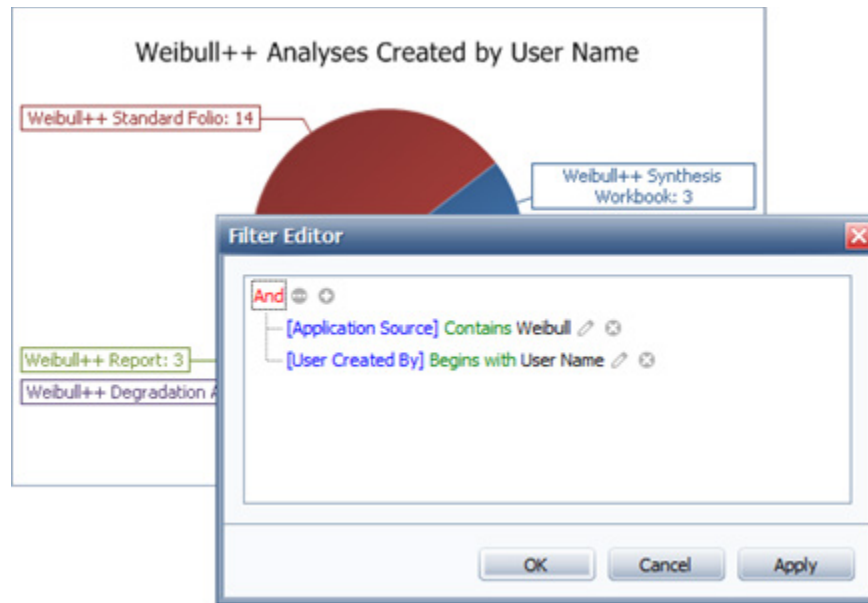 Weibull++ Analyses Created by User Name
Weibull++ Standard Folio: 14
Weibull++ Synthesis
Workbook: 3
Weibull++ Report: 3
Weibull++ Degradation
Filter Editor
And
[Application Source] Contains Weibull
[User Created By] Begins with User Name
OK
Cancel
Apply